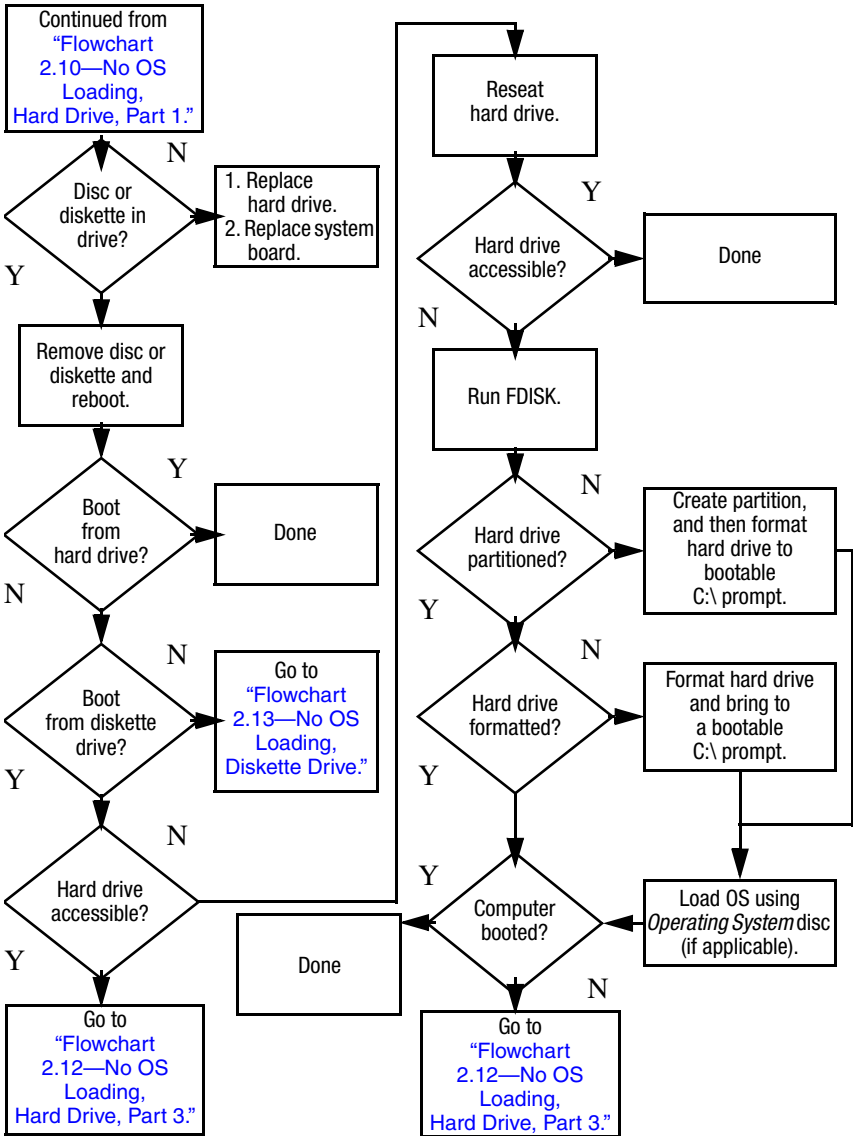 Continued from
“Flowchart
2.10—No OS
Loading,
Hard Drive, Part 1.”
N
Disc or
diskette in
drive?
1. Replace
hard drive.
2. Replace system
board.
Y
Remove disc or
diskette and
reboot.
Y
Boot
from
hard drive?
Done
N
N
Boot
from diskette
drive?
Go to
“Flowchart
2.13—No OS
Loading,
Diskette Drive.”
Y
N
Hard drive
accessible?
Y
Go to
“Flowchart
2.12—No OS
Loading,
Hard Drive, Part 3.”
Reseat
hard drive.
Y
Hard drive
accessible?
Done
N
Run FDISK.
N
Hard drive
partitioned?
Create partition,
and then format
hard drive to
bootable
C:\ prompt.
Y
N
Hard drive
formatted?
Format hard drive
and bring to
a bootable
C:\ prompt.
Y
Y
Computer
booted?
Load OS using
Operating System disc
(if applicable).
Done
N
Go to
“Flowchart
2.12—No OS
Loading,
Hard Drive, Part 3.”